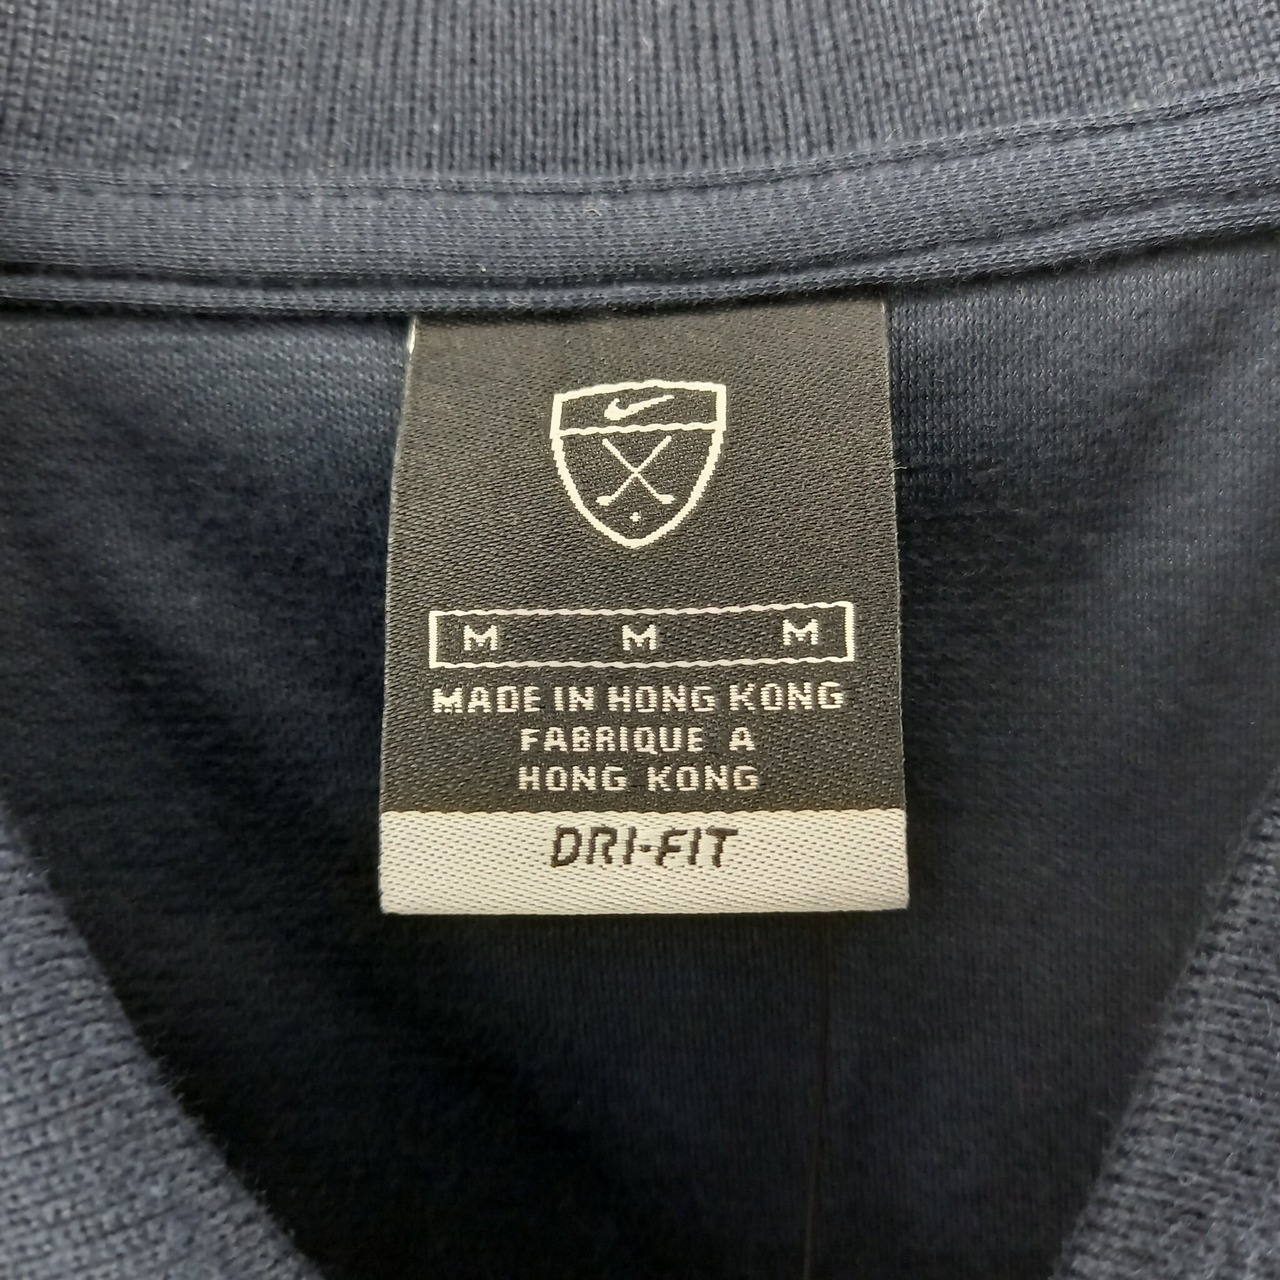 M M M
MADE IN HONG KONG
FABRIQUE A
HONG KONG
DRI-FIT